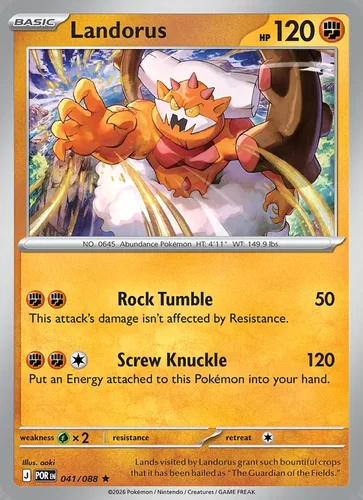 BASIC
Landorus
HP 120
NO. 0645 Abundance Pokémon HT: 4'11" WT: 149.9 lbs.
Rock Tumble 50
This attack's damage isn't affected by Resistance.
Screw Knuckle 120
Put an Energy attached to this Pokémon into your hand.
weakness ×2 resistance retreat
Illus. aoki
Lands visited by Landorus grant such bountiful crops
J POR EN 041/088 ★
that it has been hailed as "The Guardian of the Fields."
©2026 Pokémon / Nintendo / Creatures / GAME FREAK